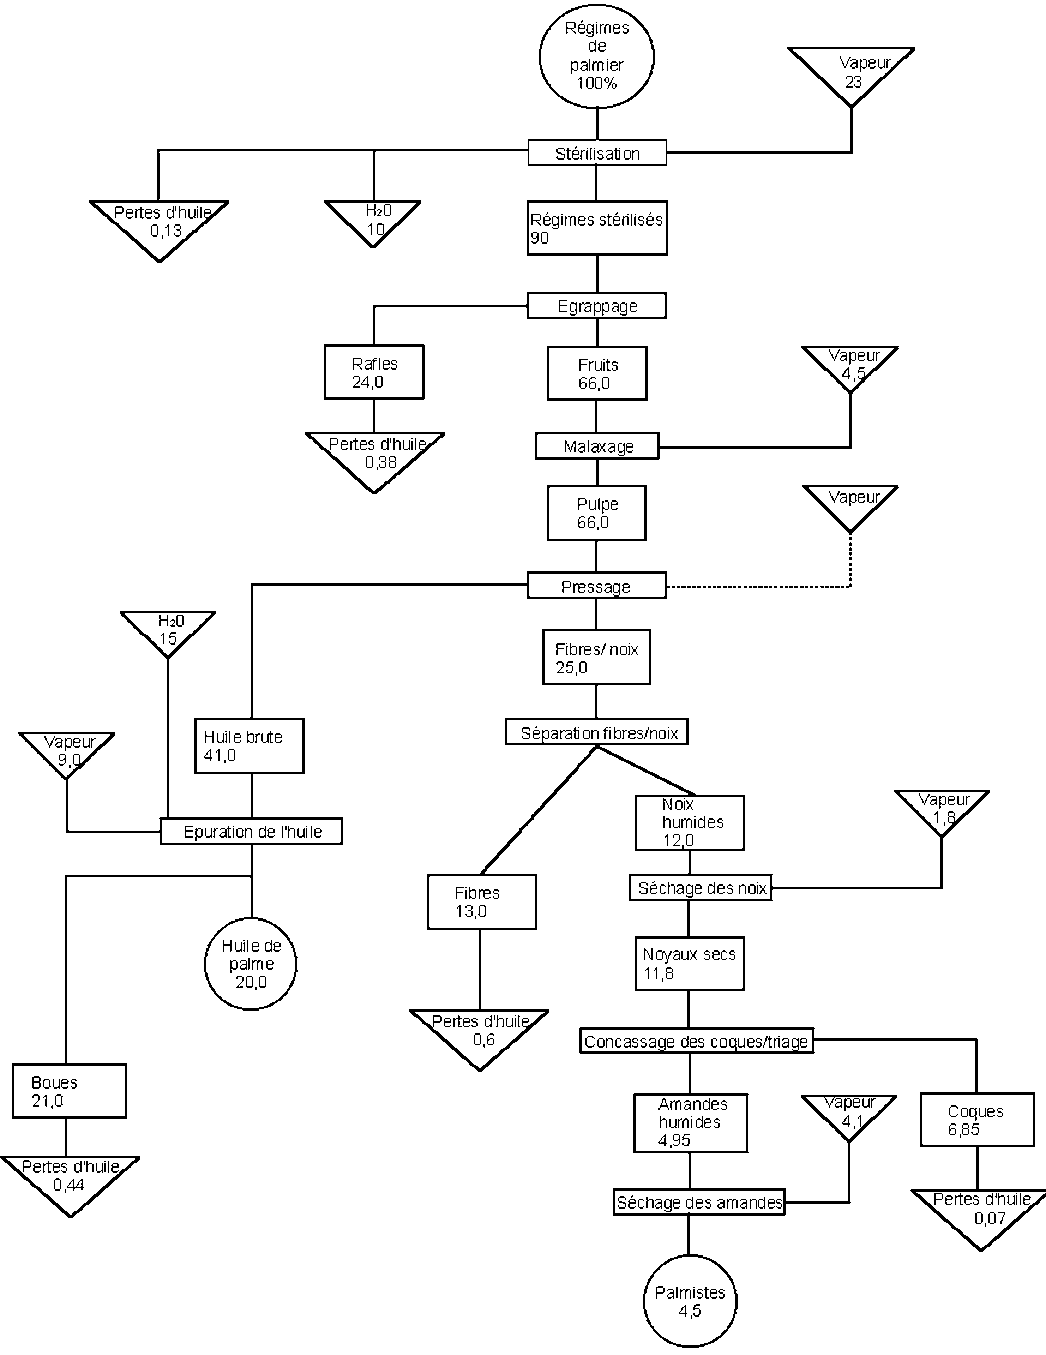 Régimes
de
palmier
100%
Vapeur
23
Stérilisation
Pertes d'huile
0,13
H₂0
10
Régimes stérilisés
90
Egrappage
Rafles
24,0
Fruits
66,0
Vapeur
4,5
Pertes d'huile
0,38
Malaxage
Pulpe
66,0
Vapeur
Pressage
H₂0
15
Fibres/ noix
25,0
Vapeur
9,0
Huile brute
41,0
Séparation fibres/noix
Noix
humides
12,0
Vapeur
1,8
Epuration de l'huile
Fibres
13,0
Séchage des noix
Huile de
palme
20,0
Noyaux secs
11,8
Pertes d'huile
0,6
Concassage des coques/triage
Boues
21,0
Amandes
humides
4,95
Vapeur
4,1
Coques
6,85
Pertes d'huile
0,44
Séchage des amandes
Pertes d'huile
0,07
Palmistes
4,5